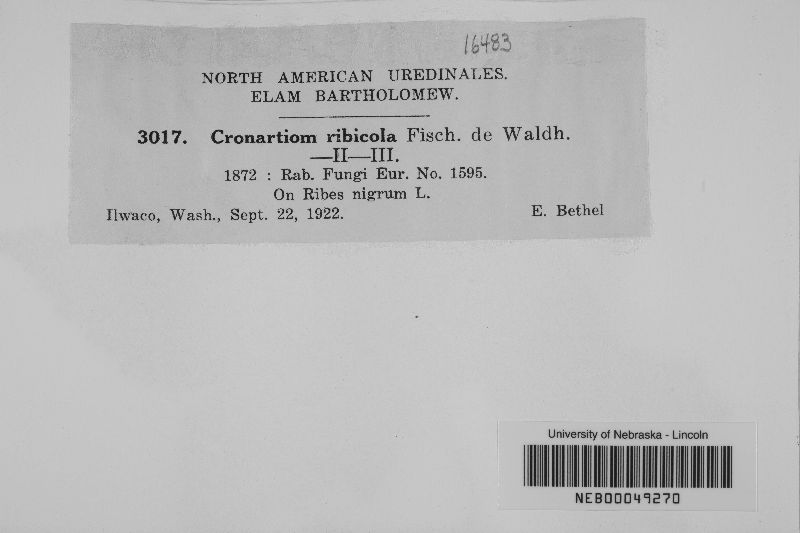 16483
NORTH AMERICAN UREDINALES.
ELAM BARTHOLOMEW.
3017. Cronartiom ribicola Fisch. de Waldh.
—II—III.
1872 : Rab. Fungi Eur. No. 1595.
On Ribes nigrum L.
Ilwaco, Wash., Sept. 22, 1922. E. Bethel
University of Nebraska - Lincoln
NEB00049270